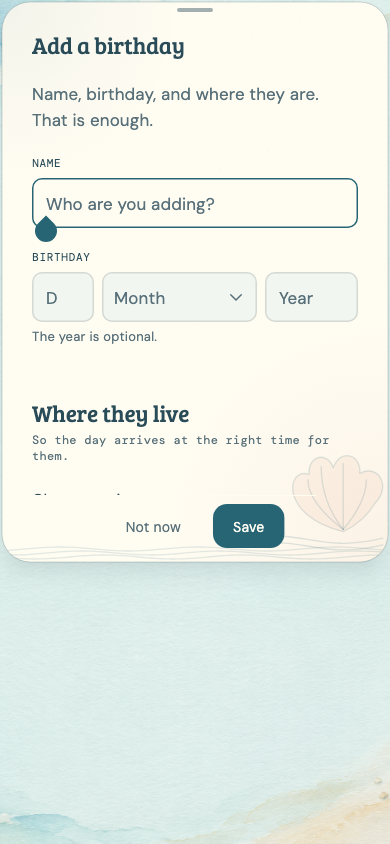 Add a birthday
Name, birthday, and where they are.
That is enough.
NAME
Who are you adding?
BIRTHDAY
D
Month
Year
The year is optional.
Where they live
So the day arrives at the right time for
them.
Not now
Save